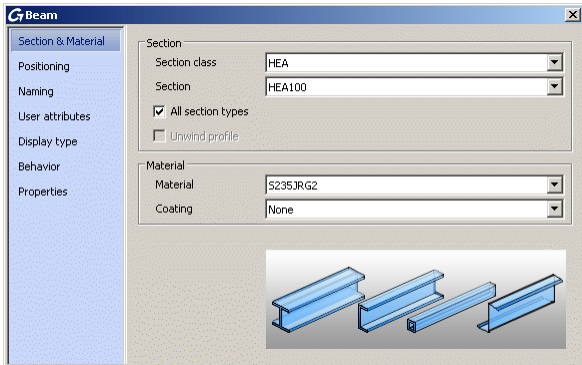 Beam
Section & Material
Positioning
Naming
User attributes
Display type
Behavior
Properties
Section
Section class HEA
Section HEA100
All section types
Unwind profile
Material
Material S235JRG2
Coating None